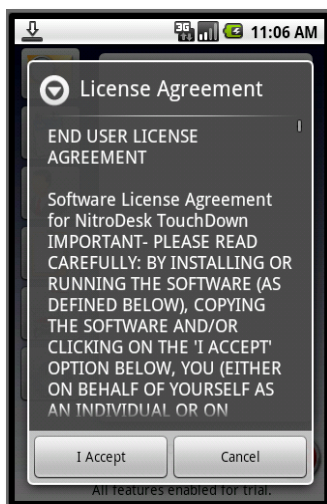 3G 11:06 AM
License Agreement
END USER LICENSE
AGREEMENT
Software License Agreement
for NitroDesk TouchDown
IMPORTANT- PLEASE READ
CAREFULLY: BY INSTALLING OR
RUNNING THE SOFTWARE (AS
DEFINED BELOW), COPYING
THE SOFTWARE AND/OR
CLICKING ON THE 'I ACCEPT'
OPTION BELOW, YOU (EITHER
ON BEHALF OF YOURSELF AS
AN INDIVIDUAL OR ON
I Accept Cancel
All features enabled for trial.